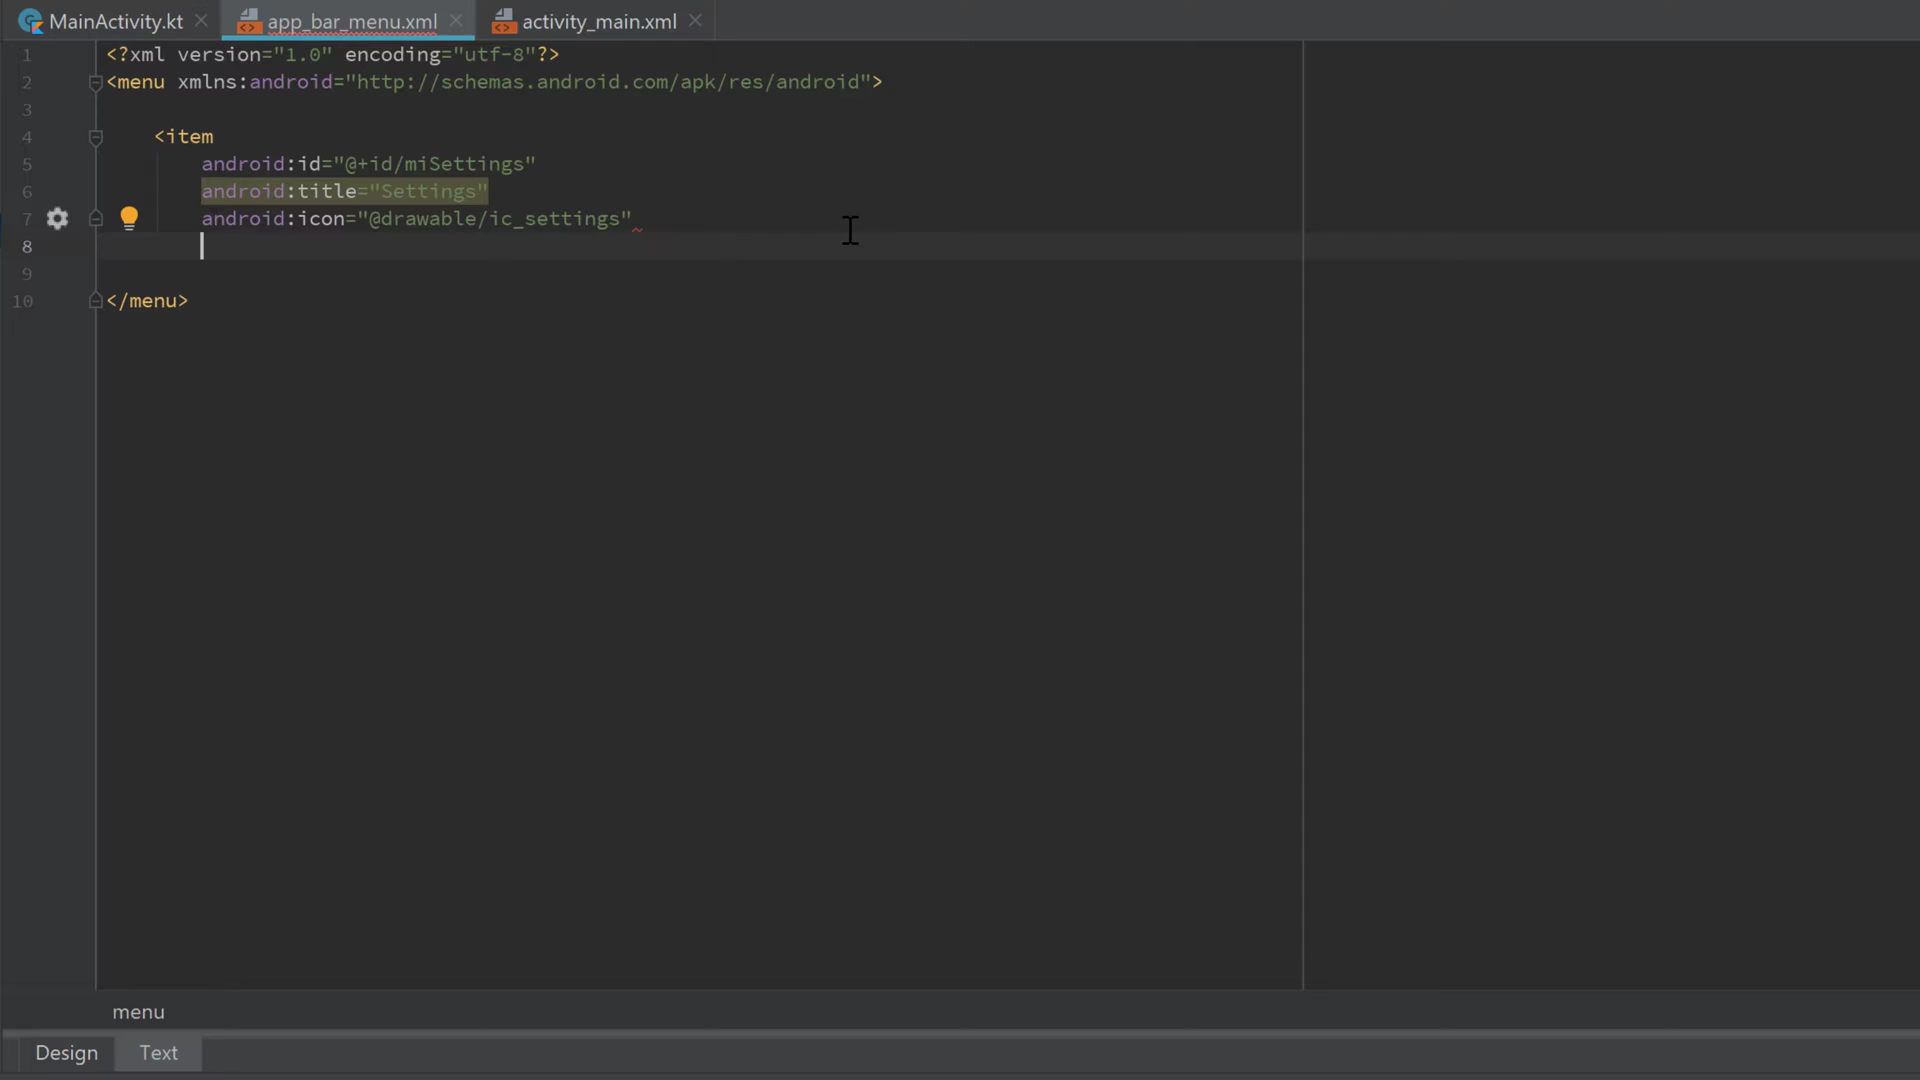 MainActivity.kt app_bar_menu.xml activity_main.xml
1 <?xml version="1.0" encoding="utf-8"?>
2 <menu xmlns:android="http://schemas.android.com/apk/res/android">
3
4 <item
5 android:id="@+id/miSettings"
6 android:title="Settings"
7 android:icon="@drawable/ic_settings"
8
9
10 </menu>
menu
Design Text